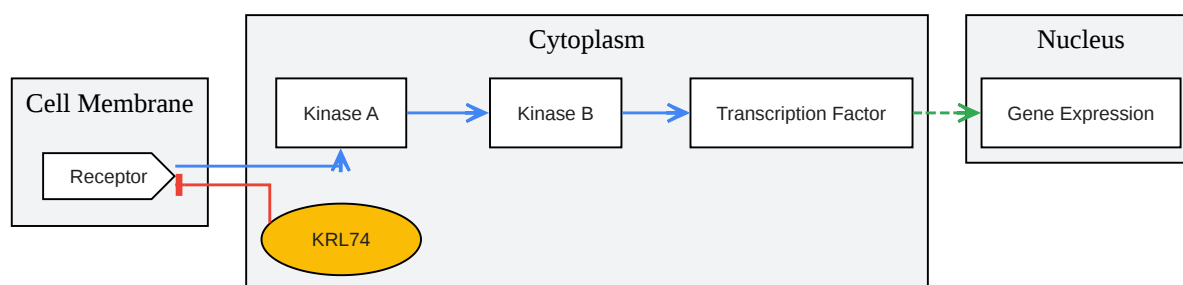 Cell Membrane
Receptor
Cytoplasm
Kinase A
Kinase B
Transcription Factor
KRL74
Nucleus
Gene Expression